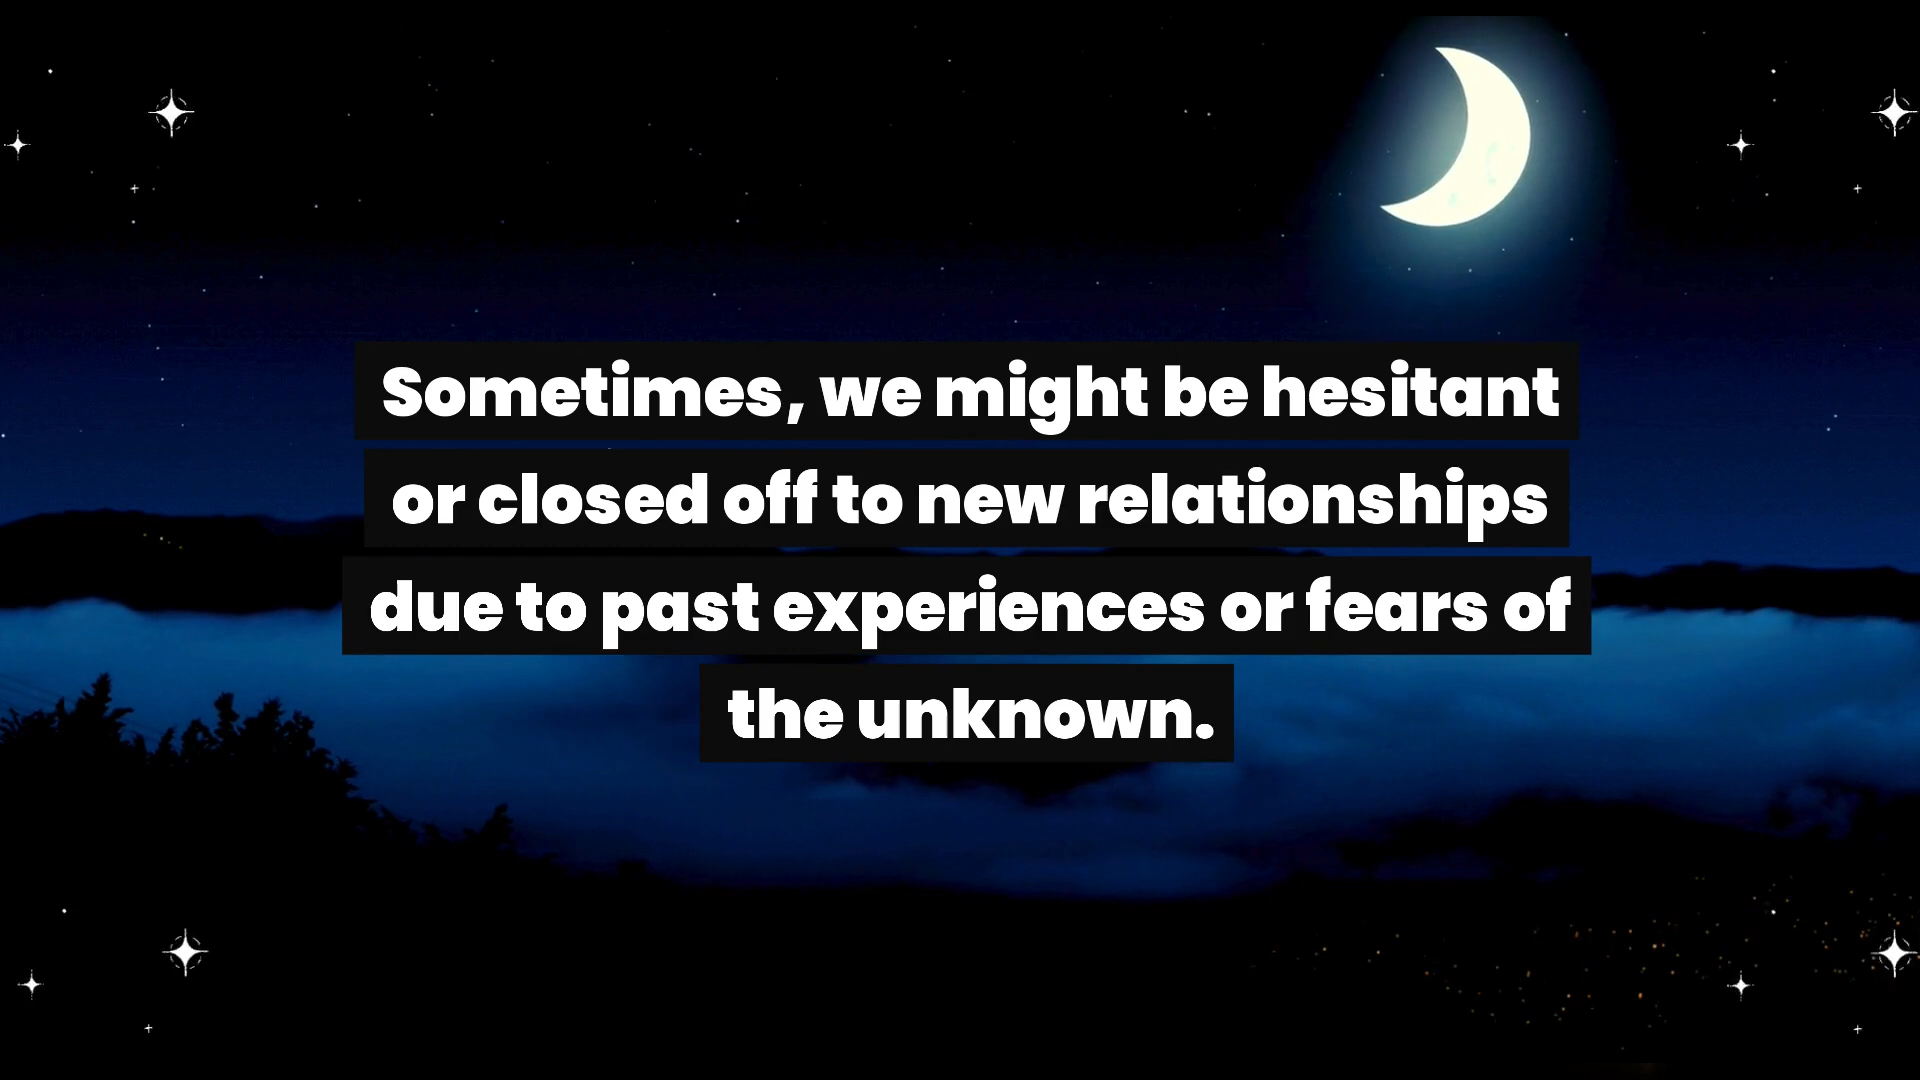 Sometimes, we might be hesitant
or closed off to new relationships
due to past experiences or fears of
the unknown.